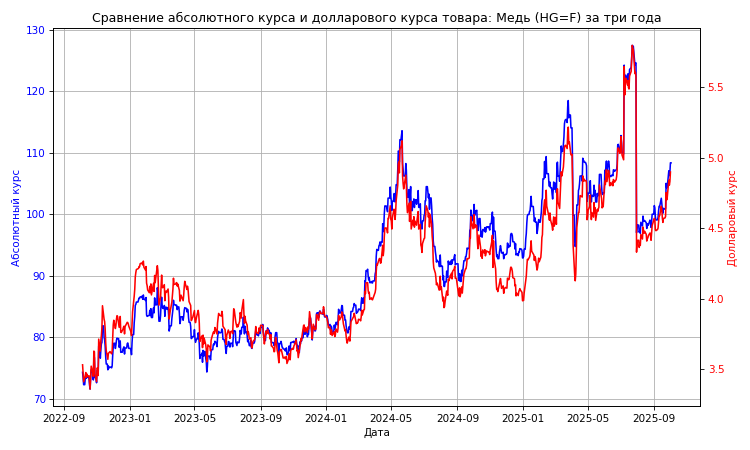 Сравнение абсолютного курса и долларового курса товара: Медь (HG=F) за три года
130
120
110
100
90
80
70
Абсолютный курс
5.5
5.0
4.5
4.0
3.5
Долларовый курс
2022-09 2023-01 2023-05 2023-09 2024-01 2024-05 2024-09 2025-01 2025-05 2025-09
Дата